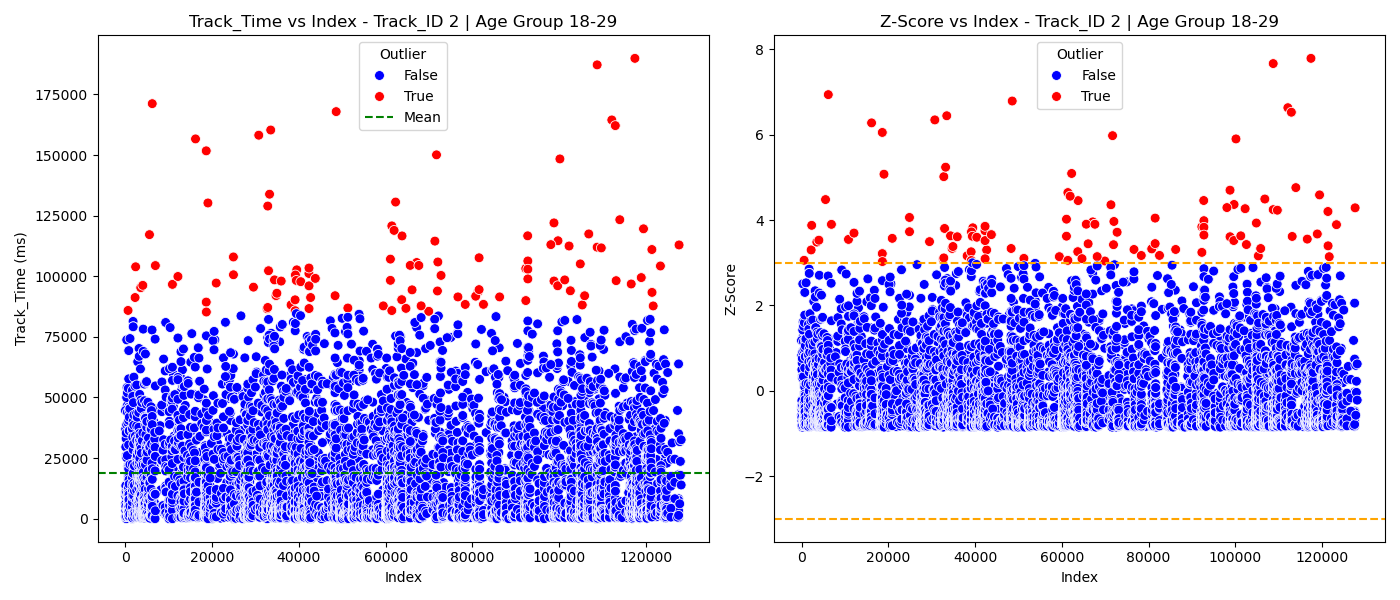 Track_Time vs Index - Track_ID 2 | Age Group 18-29
Outlier
False
True
Mean
175000
150000
125000
100000
75000
50000
25000
0
Track_Time (ms)
0
20000
40000
60000
80000
100000
120000
Index
Z-Score vs Index - Track_ID 2 | Age Group 18-29
Outlier
False
True
8
6
4
2
0
−2
Z-Score
0
20000
40000
60000
80000
100000
120000
Index